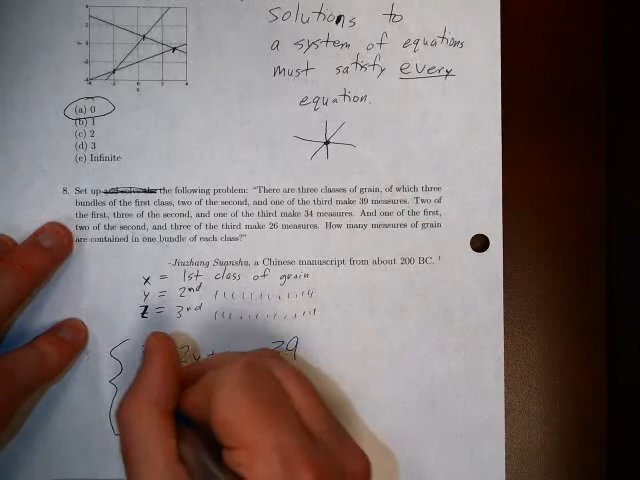 solutions to
a system of equations
must satisfy every
equation.
(a) 0
(b) 1
(c) 2
(d) 3
(e) Infinite
8. Set up and solve the the following problem: "There are three classes of grain, of which three
bundles of the first class, two of the second, and one of the third make 39 measures. Two of
the first, three of the second, and one of the third make 34 measures. And one of the first,
two of the second, and three of the third make 26 measures. How many measures of grain
are contained in one bundle of each class?"
-Jiuzhang Suanshu, a Chinese manuscript from about 200 BC. 1
x = 1st class of grain
y = 2nd
z = 3rd
2y + 39